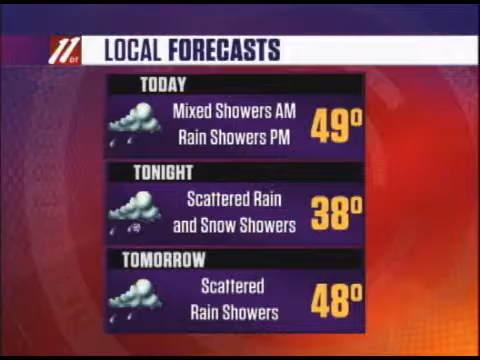 11 DT LOCAL FORECASTS
TODAY
Mixed Showers AM
Rain Showers PM
49°
TONIGHT
Scattered Rain
and Snow Showers
38°
TOMORROW
Scattered
Rain Showers
48°